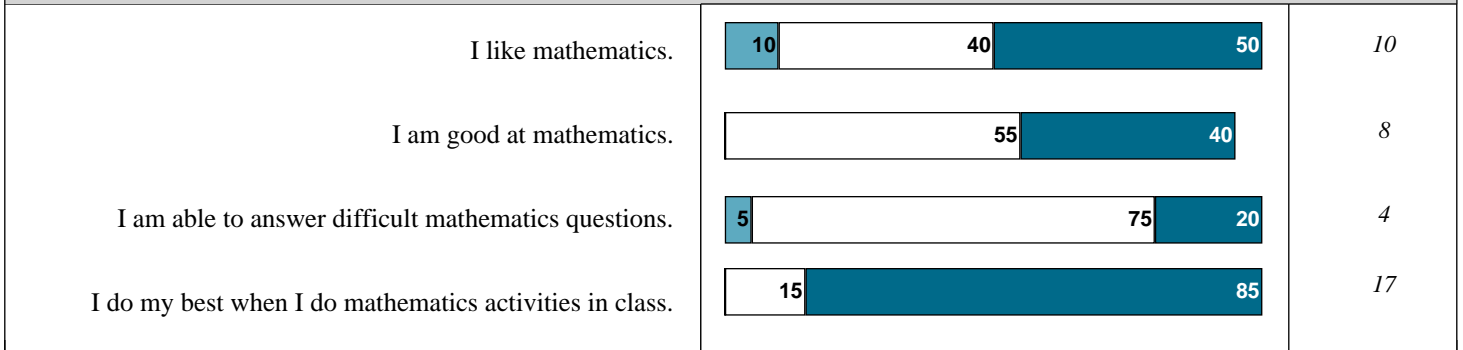 I like mathematics. 10 40 50 10
I am good at mathematics. 55 40 8
I am able to answer difficult mathematics questions. 5 75 20 4
I do my best when I do mathematics activities in class. 15 85 17